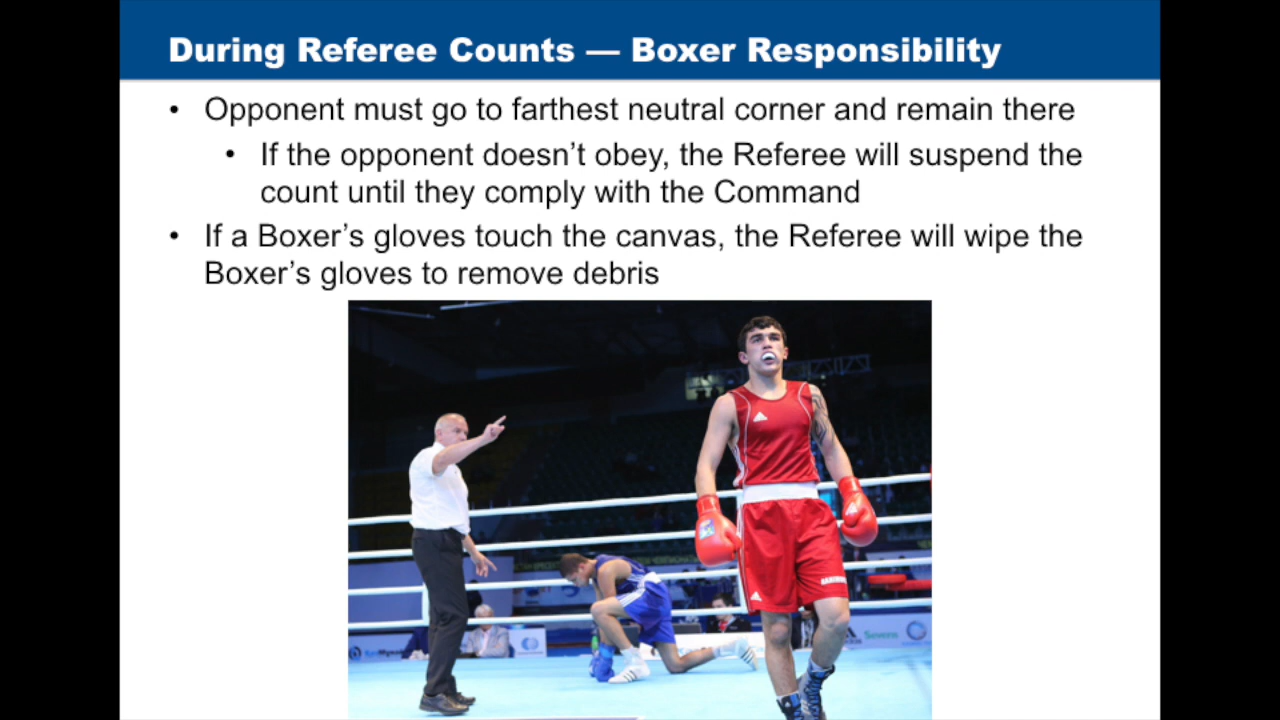 During Referee Counts — Boxer Responsibility
• Opponent must go to farthest neutral corner and remain there
• If the opponent doesn't obey, the Referee will suspend the
count until they comply with the Command
• If a Boxer's gloves touch the canvas, the Referee will wipe the
Boxer's gloves to remove debris